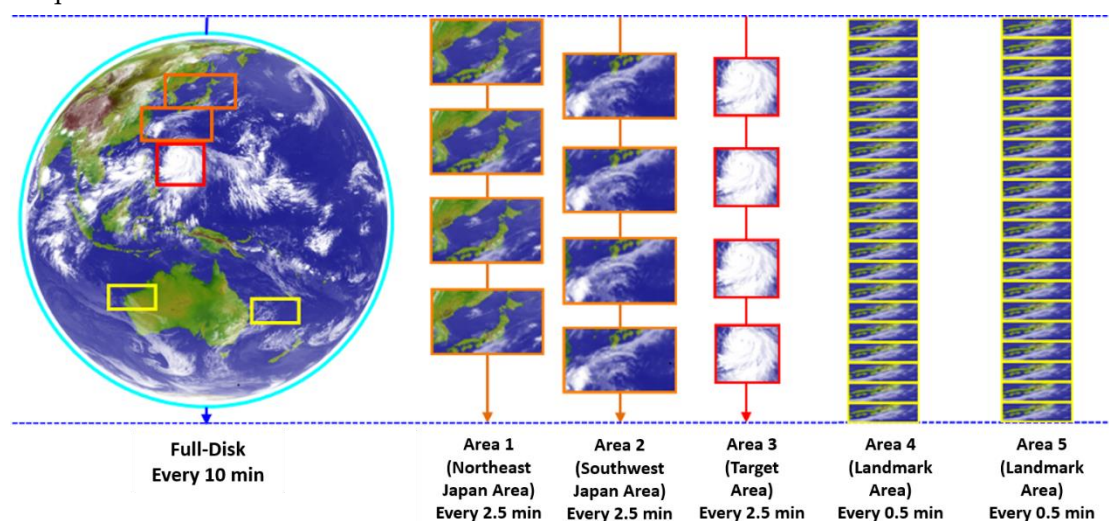 Full-Disk
Every 10 min
Area 1
(Northeast
Japan Area)
Every 2.5 min
Area 2
(Southwest
Japan Area)
Every 2.5 min
Area 3
(Target
Area)
Every 2.5 min
Area 4
(Landmark
Area)
Every 0.5 min
Area 5
(Landmark
Area)
Every 0.5 min